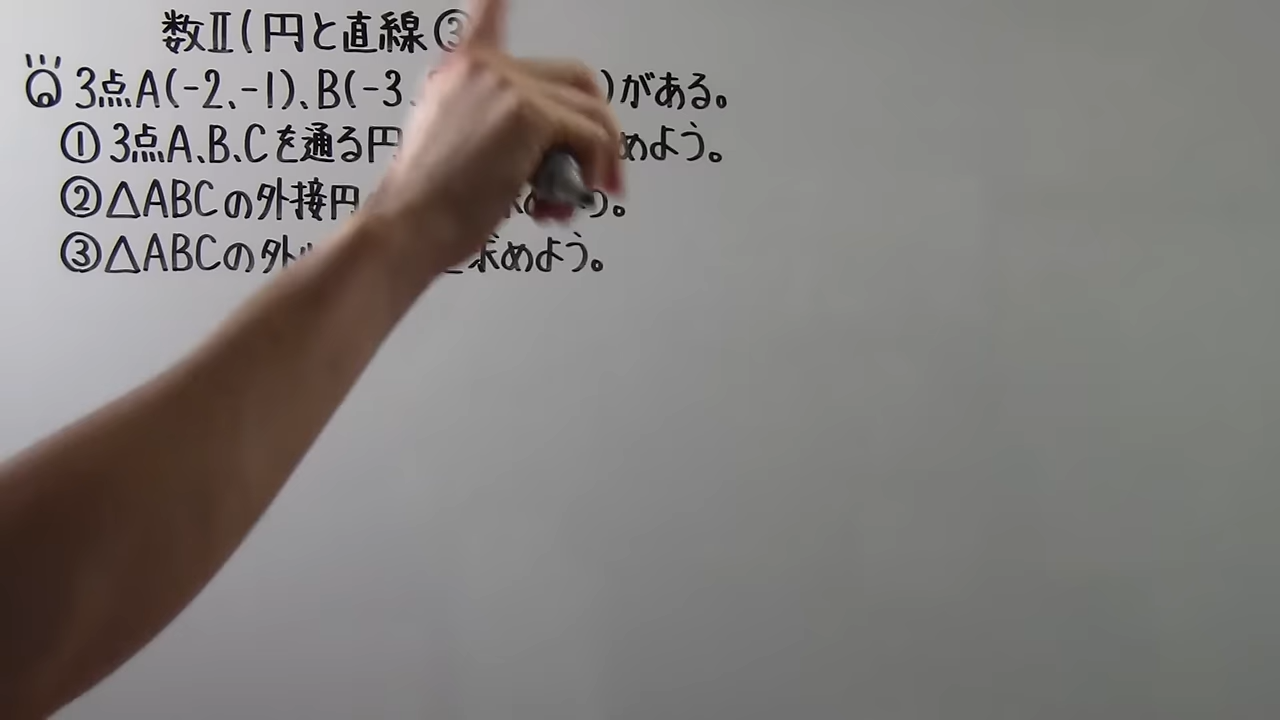 数Ⅱ(円と直線③
Q 3点A(-2、-1)、B(-3、 )がある。
① 3点A、B、Cを通る円 めよう。
② △ABCの外接円 う。
③ △ABCの外 求めよう。